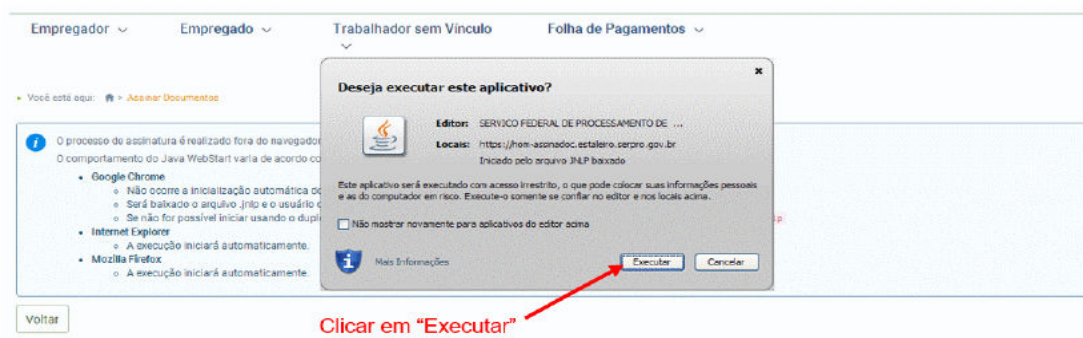 Empregador
Empregado
Trabalhador sem Vínculo
Folha de Pagamentos
Você está aqui: > Assinar Documentos
Deseja executar este aplicativo?
Editor: SERVICO FEDERAL DE PROCESSAMENTO DE ...
Locais: https://hom-assinadoc.estaleiro.serpro.gov.br
Iniciado pelo arquivo JNLP baixado
Este aplicativo será executado com acesso irrestrito, o que pode colocar suas informações pessoais
e as do computador em risco. Execute-o somente se confiar no editor e nos locais acima.
Não mostrar novamente para aplicativos do editor acima
Mais Informações
Executar
Cancelar
O processo de assinatura é realizado fora do navegador
O comportamento do Java WebStart varia de acordo co
Google Chrome
Não ocorre a inicialização automática do
Será baixado o arquivo .jnlp e o usuário
Se não for possível iniciar usando o dupl
Internet Explorer
A execução iniciará automaticamente.
Mozilla Firefox
A execução iniciará automaticamente.
Voltar
Clicar em “Executar”